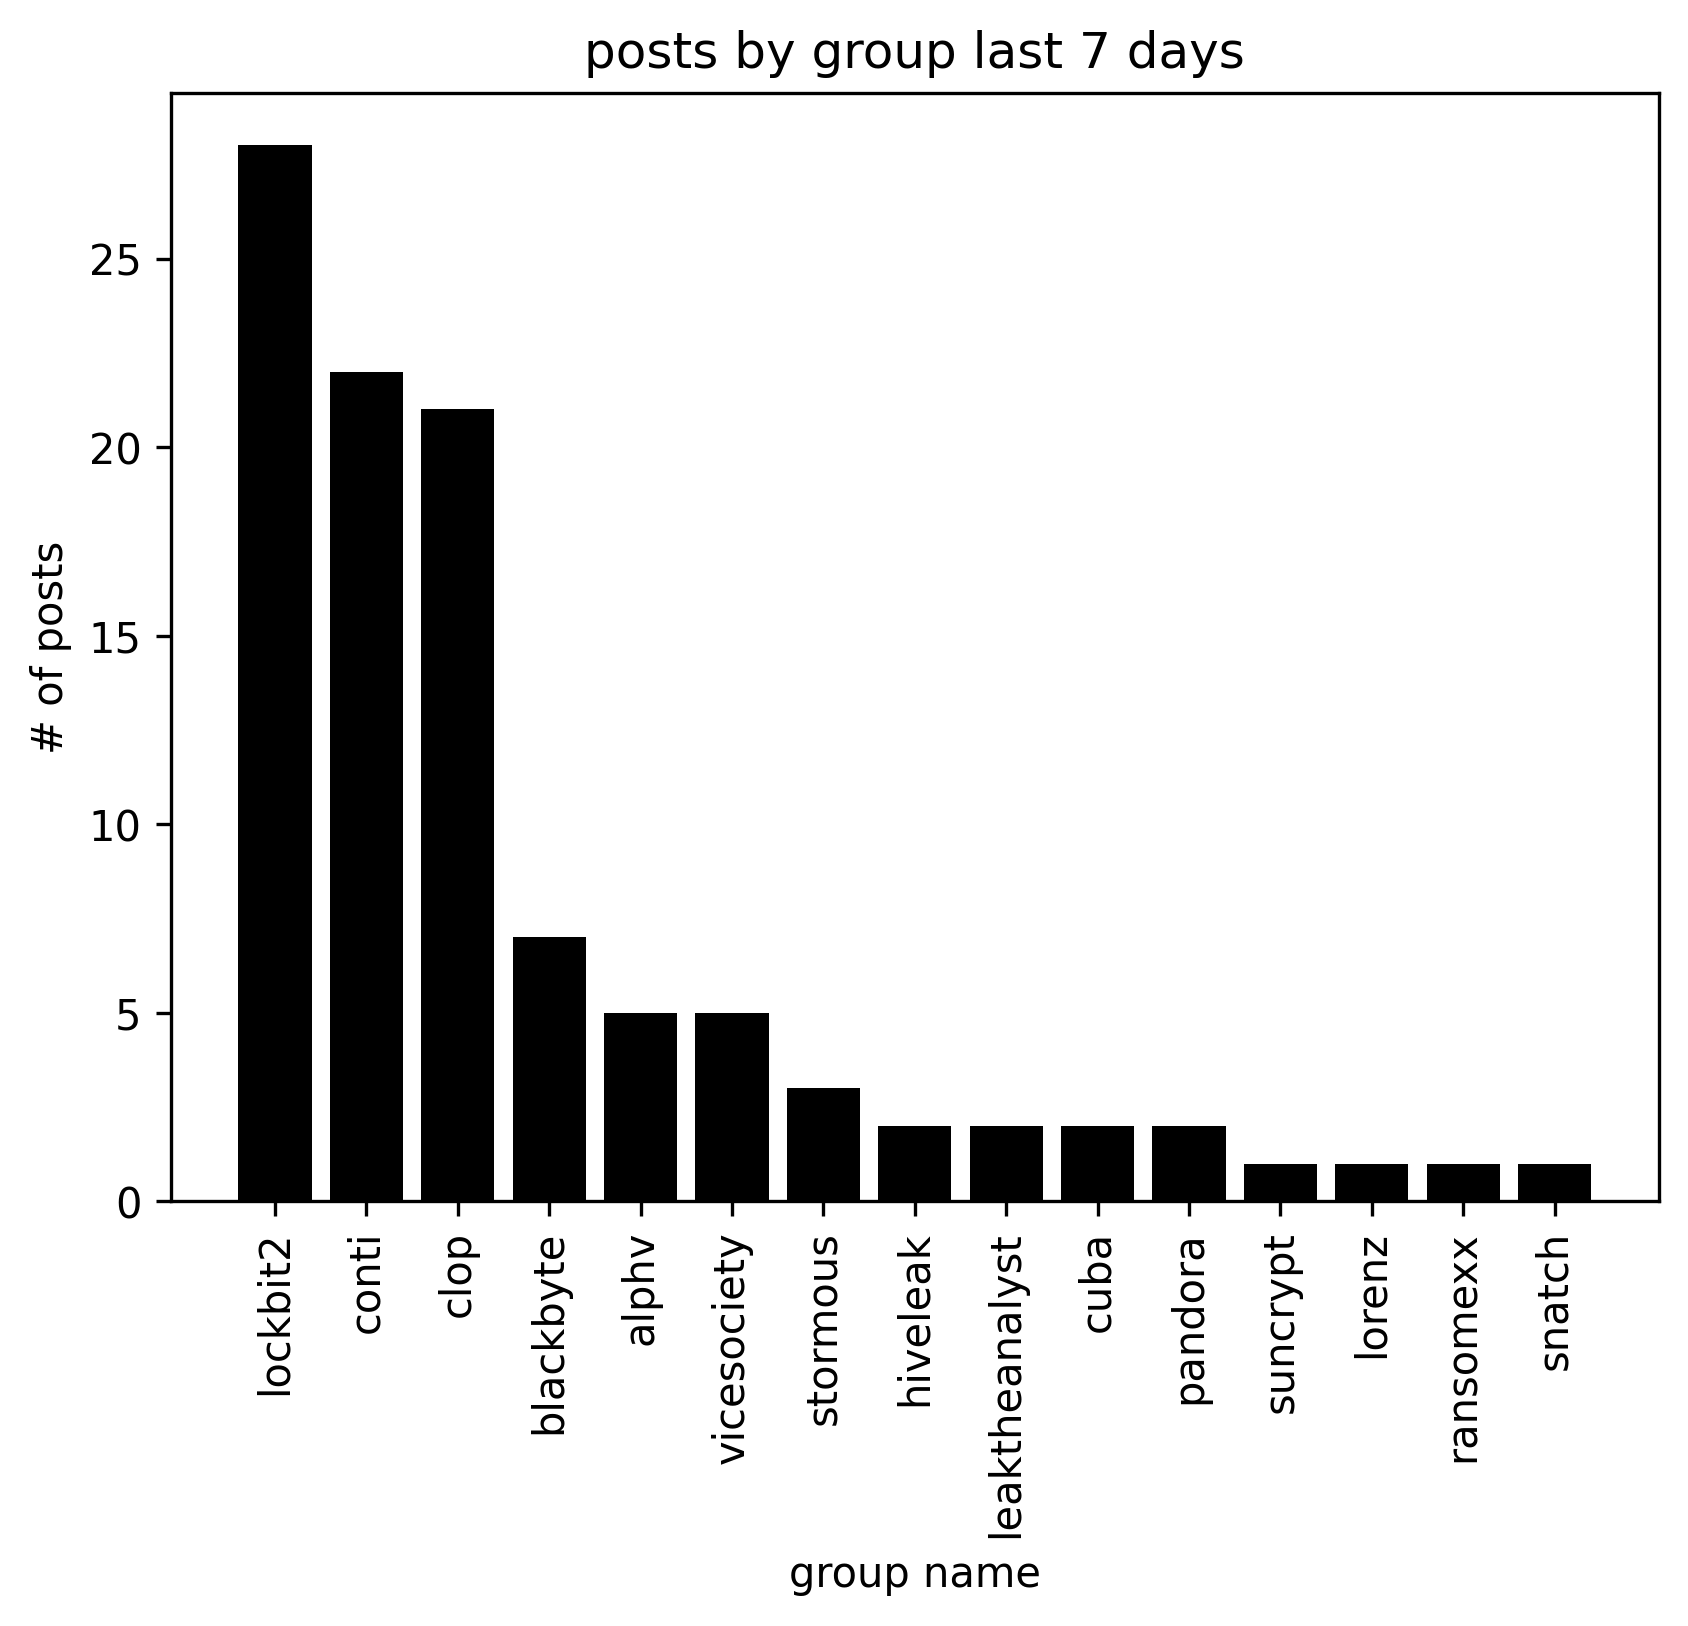 posts by group last 7 days
# of posts
25
20
15
10
5
0
lockbit2
conti
clop
blackbyte
alphv
vicesociety
stormous
hiveleak
leaktheanalyst
cuba
pandora
suncrypt
lorenz
ransomexx
snatch
group name